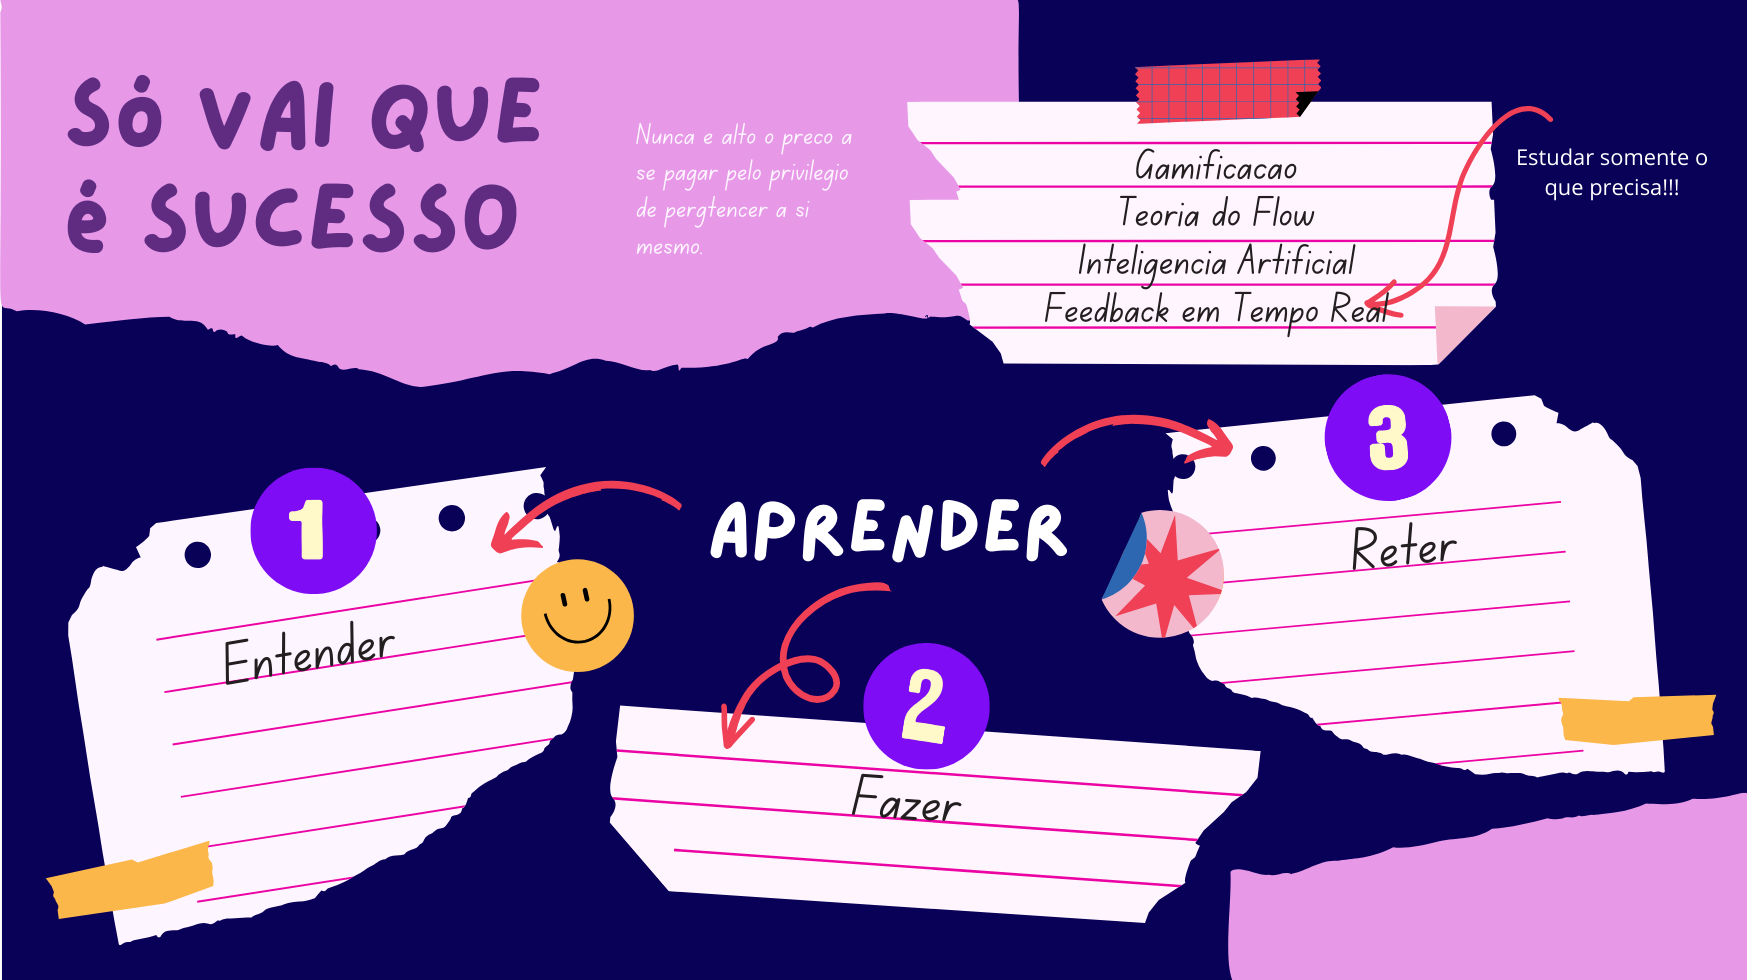 Só VAI QUE
é SUCESSO
Nunca e alto o preco a
se pagar pelo privilegio
de pergtencer a si
mesmo.
Gamificacao
Teoria do Flow
Inteligencia Artificial
Feedback em Tempo Real
Estudar somente o
que precisa!!!
APRENDER
1
Entender
2
Fazer
3
Reter